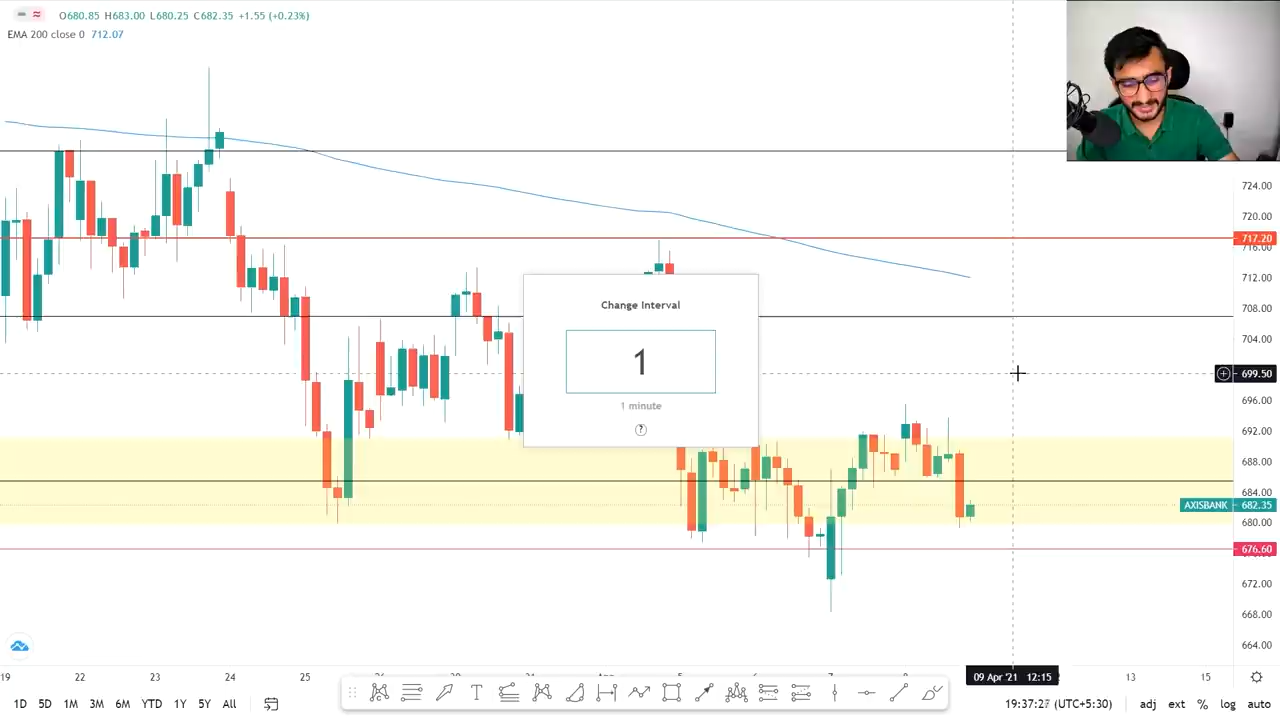 O680.85 H683.00 L680.25 C682.35 +1.55 (+0.23%)
EMA 200 close 0 712.07
724.00
720.00
717.20
716.00
712.00
708.00
704.00
Change Interval
1
1 minute
?
699.50
696.00
692.00
688.00
684.00
AXISBANK 682.35
680.00
676.60
672.00
668.00
664.00
19 22 23 24 25 5 7 8 09 Apr '21 12:15 13 15
1D 5D 1M 3M 6M YTD 1Y 5Y All
T
19:37:27 (UTC+5:30) adj ext % log auto